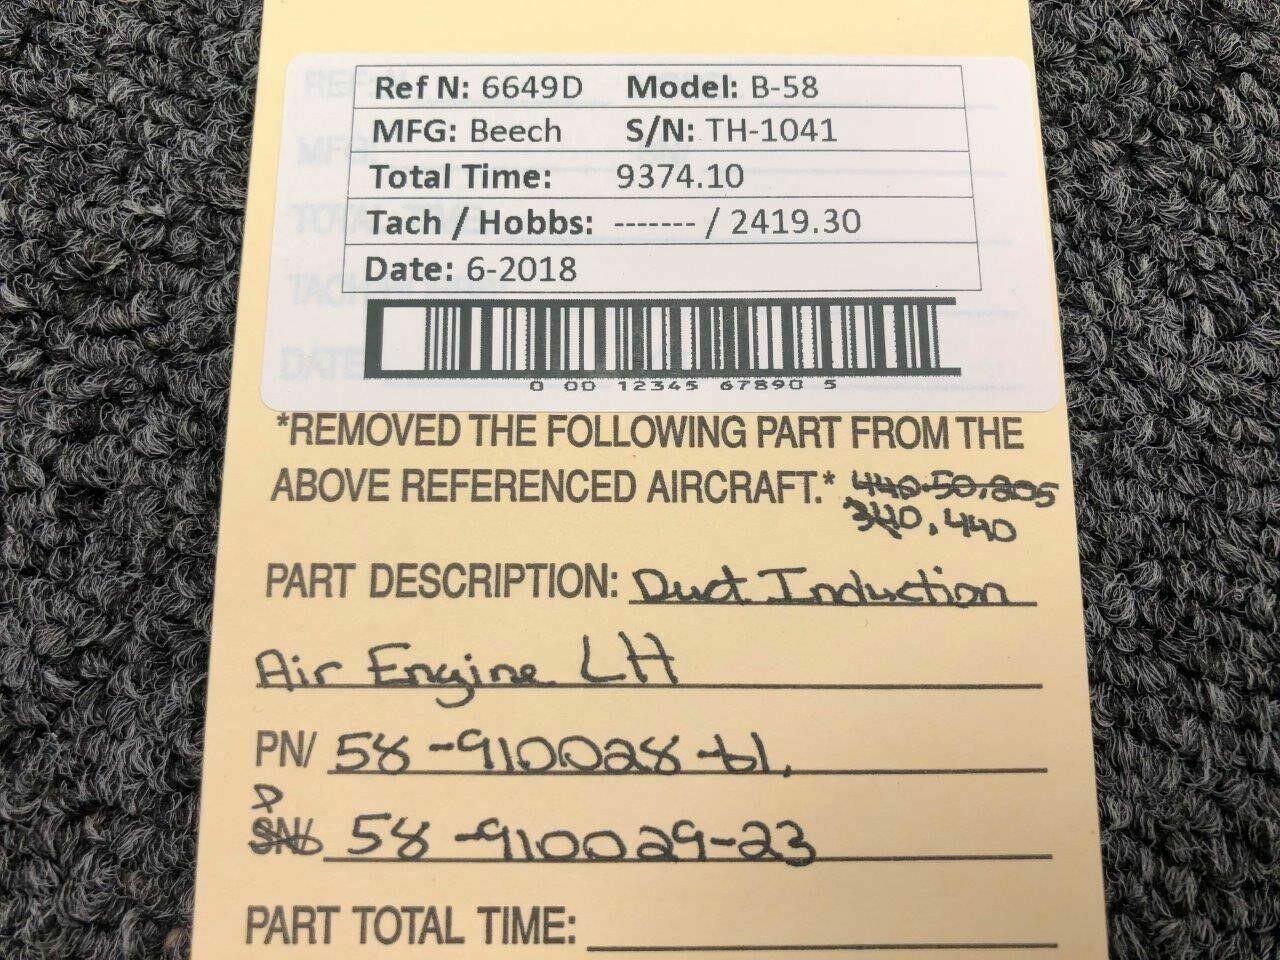 Ref N: 6649D Model: B-58
MFG: Beech S/N: TH-1041
Total Time: 9374.10
Tach / Hobbs: ------- / 2419.30
Date: 6-2018
0 00 12345 67890 5
*REMOVED THE FOLLOWING PART FROM THE
ABOVE REFERENCED AIRCRAFT.* 440.50.205
340.440
PART DESCRIPTION: Duct Induction
Air Engine LH
PN/ 58-910028-61,
P
SN/ 58-910029-23
PART TOTAL TIME: